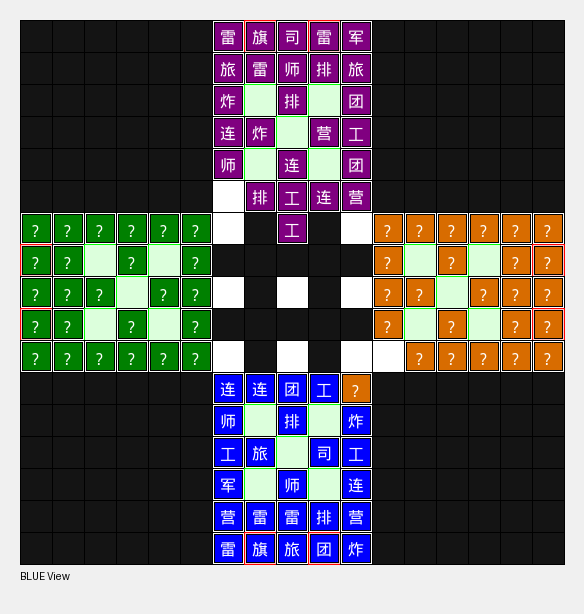 雷 旗 司 雷 军
旅 雷 师 排 旅
炸 排 团
连 炸 营 工
师 连 团
排 工 连 营
? ? ? ? ? ? 工 ? ? ? ? ? ?
? ? ? ? ? ? ?
? ? ? ? ? ? ? ? ? ?
? ? ? ? ? ? ? ?
? ? ? ? ? ? ? ? ? ? ?
连 连 团 工 ?
师 排 炸
工 旅 司 工
军 师 连
营 雷 雷 排 营
雷 旗 旅 团 炸
BLUE View